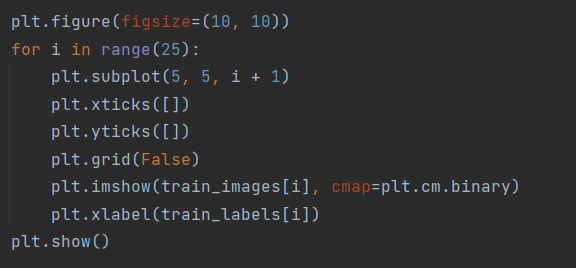 plt.figure(figsize=(10, 10))
for i in range(25):
    plt.subplot(5, 5, i + 1)
    plt.xticks([])
    plt.yticks([])
    plt.grid(False)
    plt.imshow(train_images[i], cmap=plt.cm.binary)
    plt.xlabel(train_labels[i])
plt.show()